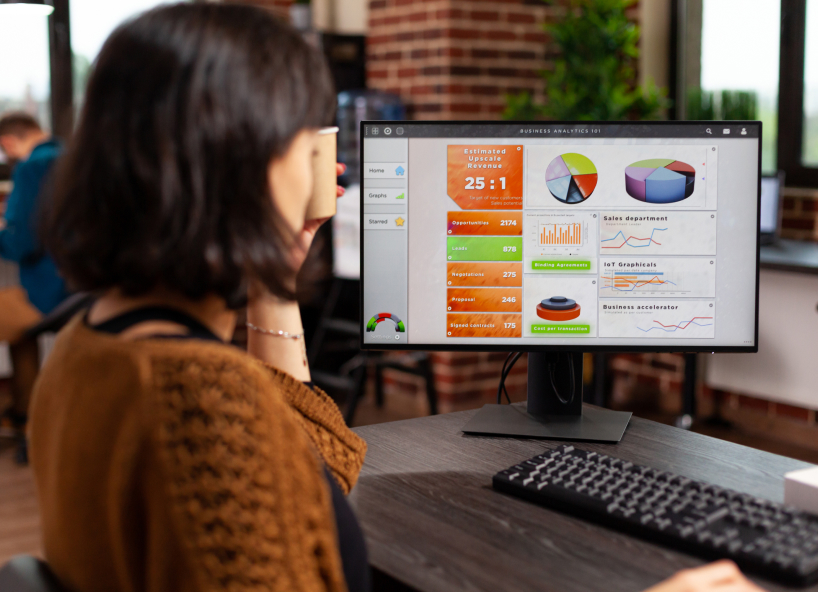 BUSINESS ANALYTICS 101
Home
Graphs
Starred
Estimated
Upscale
Revenue
25 : 1
Opportunities 2174
Leads 878
Negotiations 275
Proposal 246
Signed contracts 175
Binding Agreements
Cost per transaction
Sales department
IoT Graphicals
Business accelerator